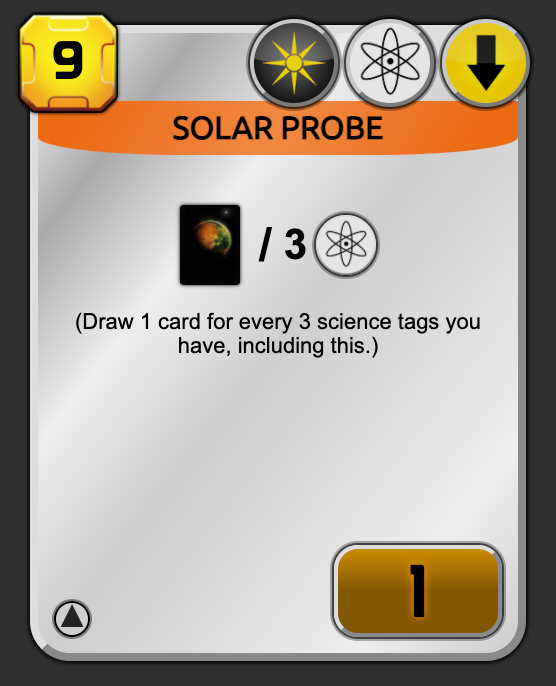 9
SOLAR PROBE
/ 3
(Draw 1 card for every 3 science tags you
have, including this.)
1